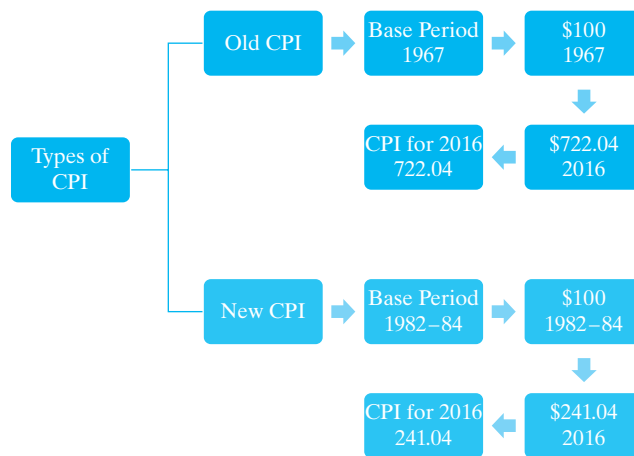 Types of
CPI
Old CPI
Base Period
1967
$100
1967
$722.04
2016
CPI for 2016
722.04
New CPI
Base Period
1982–84
$100
1982–84
$241.04
2016
CPI for 2016
241.04